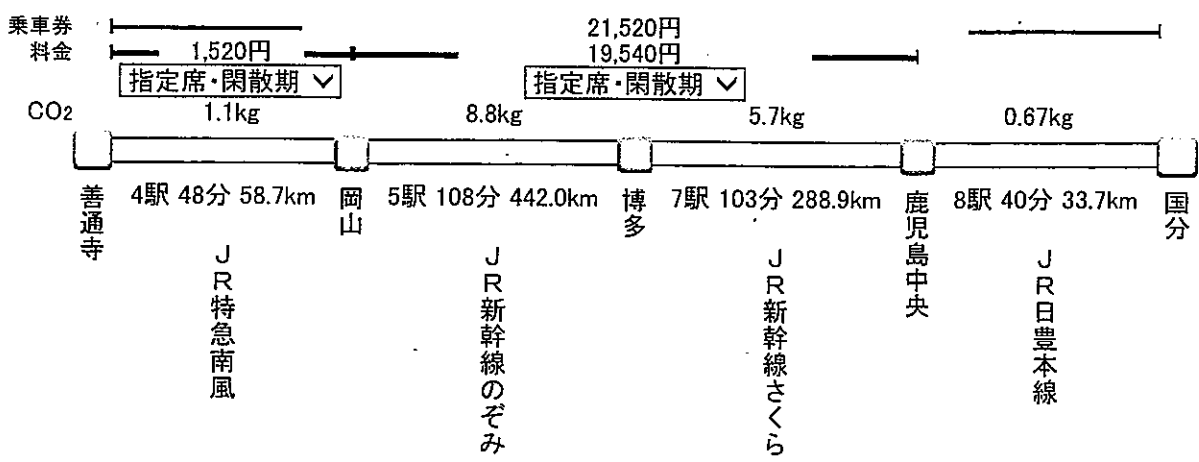 乗車券 21,520円
料金 1,520円 19,540円
指定席・閑散期 指定席・閑散期
CO2 1.1kg 8.8kg 5.7kg 0.67kg
4駅 48分 58.7km 5駅 108分 442.0km 7駅 103分 288.9km 8駅 40分 33.7km
善通寺
JR特急南風
岡山
JR新幹線のぞみ
博多
JR新幹線さくら
鹿児島中央
JR日豊本線
国分